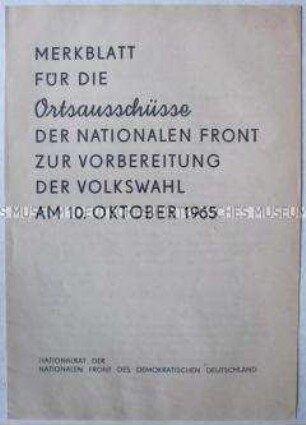 MERKBLATT
FÜR DIE
Ortsausschüsse
DER NATIONALEN FRONT
ZUR VORBEREITUNG
DER VOLKSWAHL
AM 10. OKTOBER 1965
NATIONALRAT DER
NATIONALEN FRONT DES DEMOKRATISCHEN DEUTSCHLAND